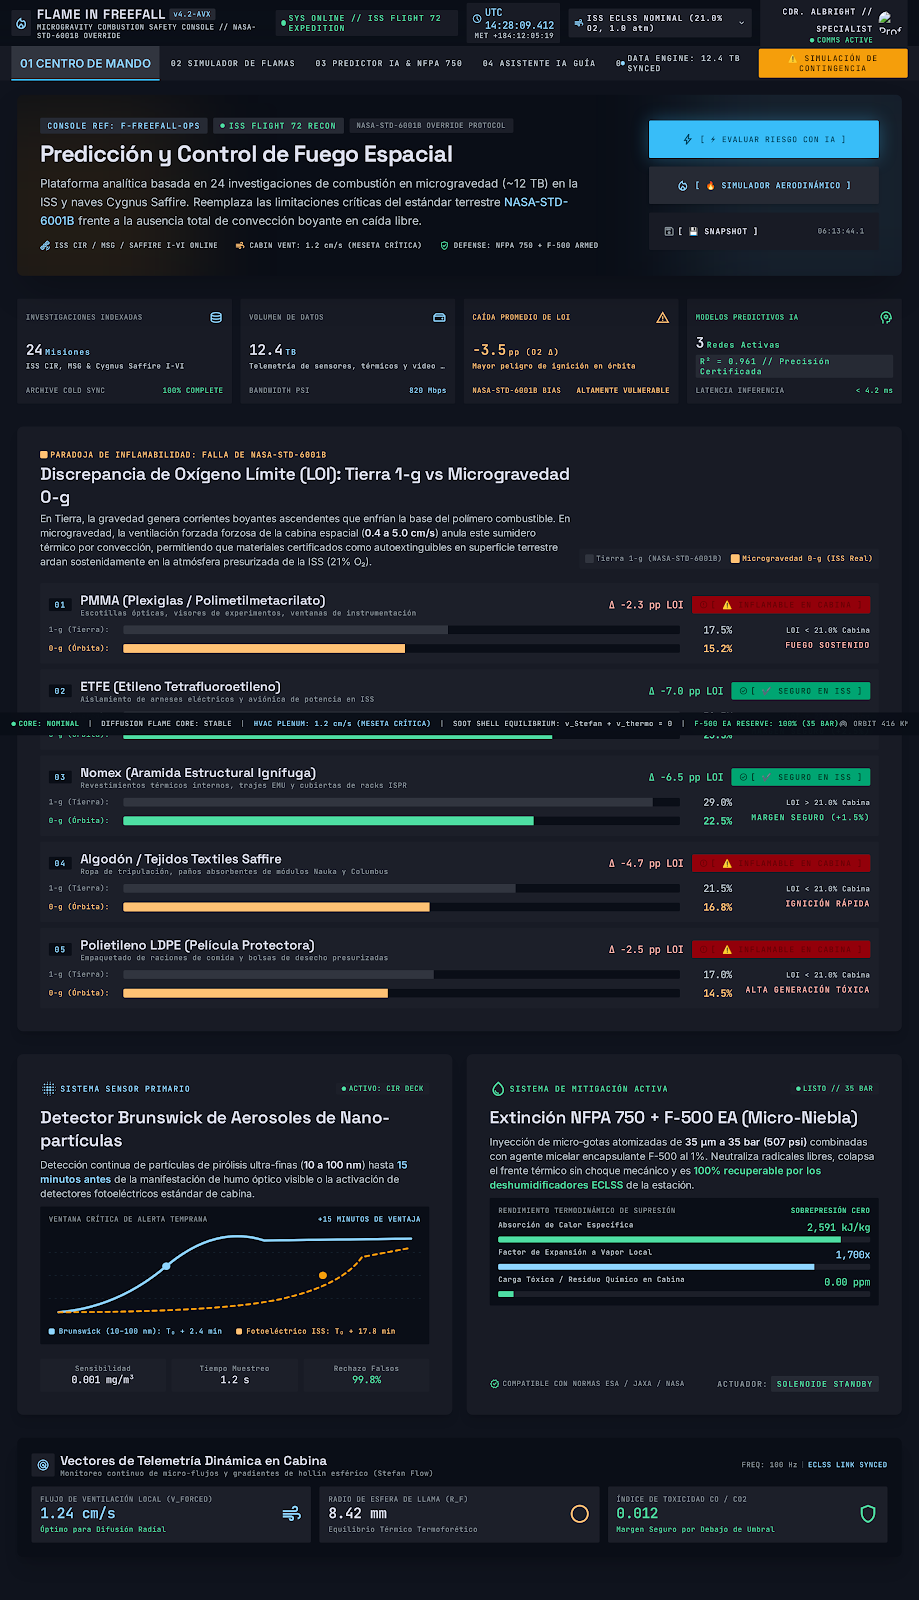 FLAME IN FREEFALL v4.2-AVX
MICROGRAVITY COMBUSTION SAFETY CONSOLE // NASA-
STD-6001B OVERRIDE
SYS ONLINE // ISS FLIGHT 72
EXPEDITION
UTC
14:28:09.412
MET +184:12:05:19
ISS ECLSS NOMINAL (21.0%
O2, 1.0 atm)
CDR. ALBRIGHT //
SPECIALIST
COMMS ACTIVE
01 CENTRO DE MANDO
02 SIMULADOR DE FLAMAS
03 PREDICTOR IA & NFPA 750
04 ASISTENTE IA GUÍA
DATA ENGINE: 12.4 TB
SYNCED
⚠️ SIMULACIÓN DE
CONTINGENCIA
CONSOLE REF: F-FREEFALL-OPS
ISS FLIGHT 72 RECON
NASA-STD-6001B OVERRIDE PROTOCOL
Predicción y Control de Fuego Espacial
Plataforma analítica basada en 24 investigaciones de combustión en microgravedad (~12 TB) en la
ISS y naves Cygnus Saffire. Reemplaza las limitaciones críticas del estándar terrestre NASA-STD-
6001B frente a la ausencia total de convección boyante en caída libre.
ISS CIR / MSG / SAFFIRE I-VI ONLINE
CABIN VENT: 1.2 cm/s (MESETA CRÍTICA)
DEFENSE: NFPA 750 + F-500 ARMED
[ ⚡ EVALUAR RIESGO CON IA ]
[ 🔥 SIMULADOR AERODINÁMICO ]
[ 💾 SNAPSHOT ]
06:13:44.1
INVESTIGACIONES INDEXADAS
24 Misiones
ISS CIR, MSG & Cygnus Saffire I-VI
ARCHIVE COLD SYNC
100% COMPLETE
VOLUMEN DE DATOS
12.4 TB
Telemetría de sensores, térmicos y video …
BANDWIDTH PSI
820 Mbps
CAÍDA PROMEDIO DE LOI
-3.5 pp (O2 Δ)
Mayor peligro de ignición en órbita
NASA-STD-6001B BIAS
ALTAMENTE VULNERABLE
MODELOS PREDICTIVOS IA
3 Redes Activas
R² = 0.961 // Precisión
Certificada
LATENCIA INFERENCIA
< 4.2 ms
PARADOJA DE INFLAMABILIDAD: FALLA DE NASA-STD-6001B
Discrepancia de Oxígeno Límite (LOI): Tierra 1-g vs Microgravedad
0-g
En Tierra, la gravedad genera corrientes boyantes ascendentes que enfrían la base del polímero combustible. En
microgravedad, la ventilación forzada forzosa de la cabina espacial (0.4 a 5.0 cm/s) anula este sumidero
térmico por convección, permitiendo que materiales certificados como autoextinguibles en superficie terrestre
ardan sostenidamente en la atmósfera presurizada de la ISS (21% O₂).
Tierra 1-g (NASA-STD-6001B)
Microgravedad 0-g (ISS Real)
01
PMMA (Plexiglas / Polimetilmetacrilato)
Escotillas ópticas, visores de experimentos, ventanas de instrumentación
Δ -2.3 pp LOI
1-g (Tierra):
17.5%
LOI < 21.0% Cabina
0-g (Órbita):
15.2%
FUEGO SOSTENIDO
02
ETFE (Etileno Tetrafluoroetileno)
Aislamiento de arneses eléctricos y aviónica de potencia en ISS
Δ -7.0 pp LOI
[ ✅ SEGURO EN ISS ]
CORE: NOMINAL | DIFFUSION FLAME CORE: STABLE | HVAC PLENUM: 1.2 cm/s (MESETA CRÍTICA) | SOOT SHELL EQUILIBRIUM: v_Stefan + v_thermo = 0 | F-500 EA RESERVE: 100% (35 BAR)
ORBIT 416
03
Nomex (Aramida Estructural Ignífuga)
Revestimientos térmicos internos, trajes EMU y cubiertas de racks ISPR
Δ -6.5 pp LOI
[ ✅ SEGURO EN ISS ]
1-g (Tierra):
29.0%
LOI > 21.0% Cabina
0-g (Órbita):
22.5%
MARGEN SEGURO (+1.5%)
04
Algodón / Tejidos Textiles Saffire
Ropa de tripulación, paños absorbentes de módulos Nauka y Columbus
Δ -4.7 pp LOI
1-g (Tierra):
21.5%
LOI < 21.0% Cabina
0-g (Órbita):
16.8%
IGNICIÓN RÁPIDA
05
Polietileno LDPE (Película Protectora)
Empaquetado de raciones de comida y bolsas de desecho presurizadas
Δ -2.5 pp LOI
1-g (Tierra):
17.0%
LOI < 21.0% Cabina
0-g (Órbita):
14.5%
ALTA GENERACIÓN TÓXICA
SISTEMA SENSOR PRIMARIO
ACTIVO: CIR DECK
Detector Brunswick de Aerosoles de Nano-
partículas
Detección continua de partículas de pirólisis ultra-finas (10 a 100 nm) hasta 15
minutos antes de la manifestación de humo óptico visible o la activación de
detectores fotoeléctricos estándar de cabina.
VENTANA CRÍTICA DE ALERTA TEMPRANA
+15 MINUTOS DE VENTAJA
Brunswick (10-100 nm): T₀ + 2.4 min
Fotoeléctrico ISS: T₀ + 17.8 min
Sensibilidad
0.001 mg/m³
Tiempo Muestreo
1.2 s
Rechazo Falsos
99.8%
SISTEMA DE MITIGACIÓN ACTIVA
LISTO // 35 BAR
Extinción NFPA 750 + F-500 EA (Micro-Niebla)
Inyección de micro-gotas atomizadas de 35 µm a 35 bar (507 psi) combinadas
con agente micelar encapsulante F-500 al 1%. Neutraliza radicales libres, colapsa
el frente térmico sin choque mecánico y es 100% recuperable por los
deshumidificadores ECLSS de la estación.
RENDIMIENTO TERMODINÁMICO DE SUPRESIÓN
SOBREPRESIÓN CERO
Absorción de Calor Específica
2,591 kJ/kg
Factor de Expansión a Vapor Local
1,700x
Carga Tóxica / Residuo Químico en Cabina
0.00 ppm
COMPATIBLE CON NORMAS ESA / JAXA / NASA
ACTUADOR: SOLENOIDE STANDBY
Vectores de Telemetría Dinámica en Cabina
Monitoreo continuo de micro-flujos y gradientes de hollín esférico (Stefan Flow)
FREQ: 100 Hz | ECLSS LINK SYNCED
FLUJO DE VENTILACIÓN LOCAL (V_FORCED)
1.24 cm/s
Óptimo para Difusión Radial
RADIO DE ESFERA DE LLAMA (R_F)
8.42 mm
Equilibrio Térmico Termoforético
ÍNDICE DE TOXICIDAD CO / CO2
0.012
Margen Seguro por Debajo de Umbral